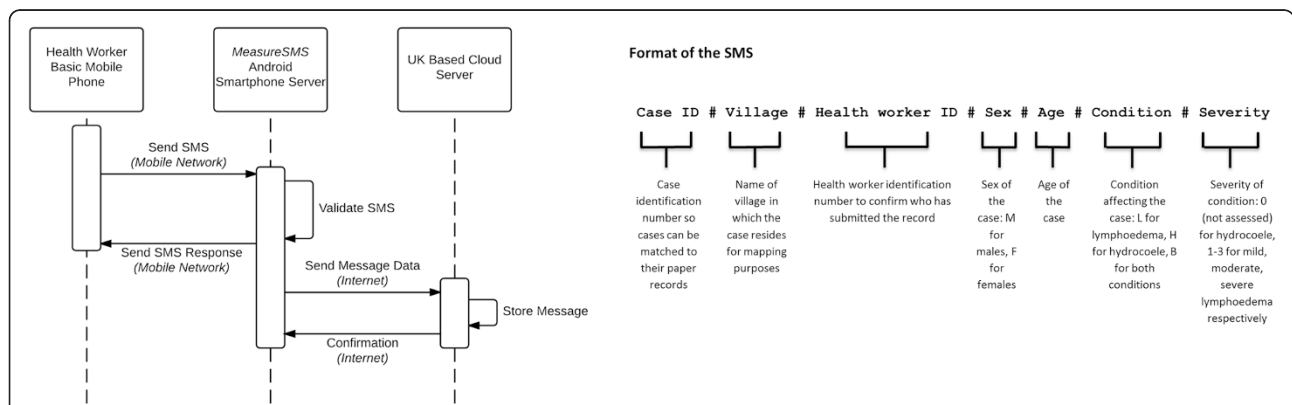 Health Worker
Basic Mobile
Phone
MeasureSMS
Android
Smartphone Server
UK Based Cloud
Server
Send SMS
(Mobile Network)
Validate SMS
Send SMS Response
(Mobile Network)
Send Message Data
(Internet)
Store Message
Confirmation
(Internet)
Format of the SMS
Case ID # Village # Health worker ID # Sex # Age # Condition # Severity
Case
identification
number so
cases can be
matched to
their paper
records
Name of
village in
which the
case resides
for mapping
purposes
Health worker identification
number to confirm who has
submitted the record
Sex of
the
case: M
for
males, F
for
females
Age of
the
case
Condition
affecting the
case: L for
lymphoedema, H
for hydrocoele, B
for both
conditions
Severity of
condition: 0
(not assessed)
for hydrocoele,
1-3 for mild,
moderate,
severe
lymphoedema
respectively